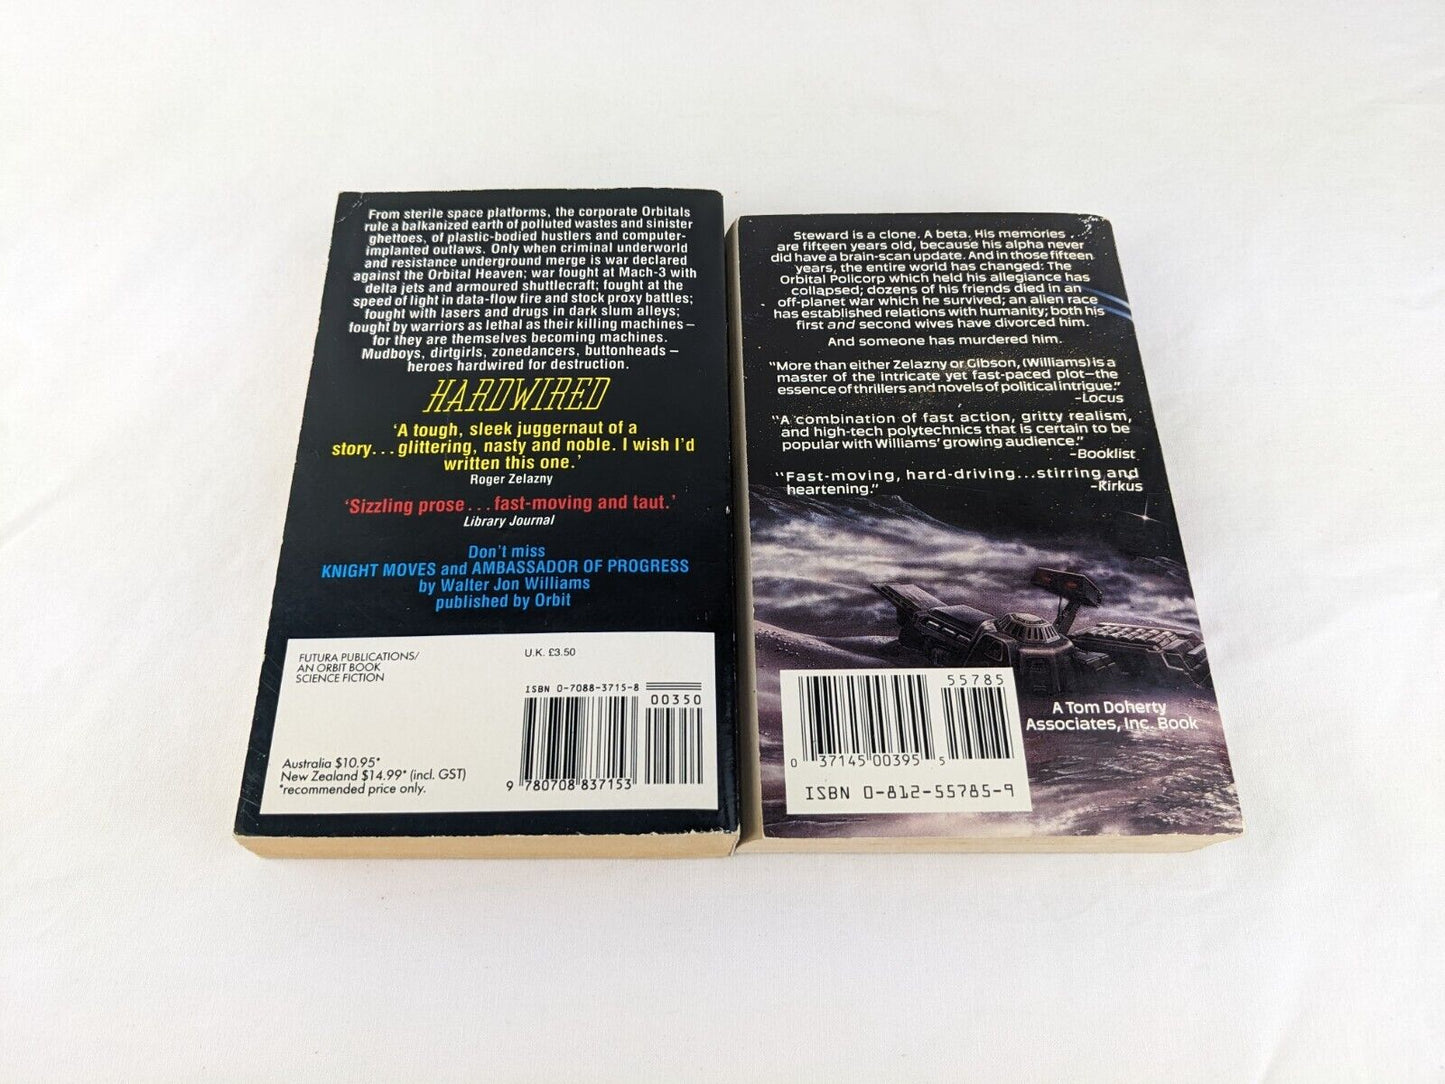 From sterile space platforms, the corporate Orbitals
rule a balkanized earth of polluted wastes and sinister
ghettoes, of plastic-bodied hustlers and computer-
implanted outlaws. Only when criminal underworld
and resistance underground merge is war declared
against the Orbital Heaven; war fought at Mach-3 with
delta jets and armoured shuttlecraft; fought at the
speed of light in data-flow fire and stock proxy battles;
fought with lasers and drugs in dark slum alleys;
fought by warriors as lethal as their killing machines –
for they are themselves becoming machines.
Mudboys, dirtgirls, zonedancers, buttonheads –
heroes hardwired for destruction.
HARDWIRED
‘A tough, sleek juggernaut of a
story...glittering, nasty and noble. I wish I’d
written this one.’
Roger Zelazny
‘Sizzling prose...fast-moving and taut.’
Library Journal
Don’t miss
KNIGHT MOVES and AMBASSADOR OF PROGRESS
by Walter Jon Williams
published by Orbit
FUTURA PUBLICATIONS/
AN ORBIT BOOK
SCIENCE FICTION
U.K. £3.50
ISBN 0-7088-3715-8
00350
Australia $10.95*
New Zealand $14.99* (incl. GST)
*recommended price only.
9 780708 837153
Steward is a clone. A beta. His memories
are fifteen years old, because his alpha never
did have a brain-scan update. And in those fifteen
years, the entire world has changed: The
Orbital Policorp which held his allegiance has
collapsed; dozens of his friends died in an
off-planet war which he survived; an alien race
has established relations with humanity; both his
first and second wives have divorced him.
And someone has murdered him.
"More than either Zelazny or Gibson, (Williams) is a
master of the intricate yet fast-paced plot—the
essence of thrillers and novels of political intrigue."
-Locus
"A combination of fast action, gritty realism,
and high-tech polytechnics that is certain to be
popular with Williams' growing audience."
-Booklist
"Fast-moving, hard-driving...stirring and
heartening."
-Kirkus
55785
0 37145 00395 5
ISBN 0-812-55785-9
A Tom Doherty
Associates, Inc. Book